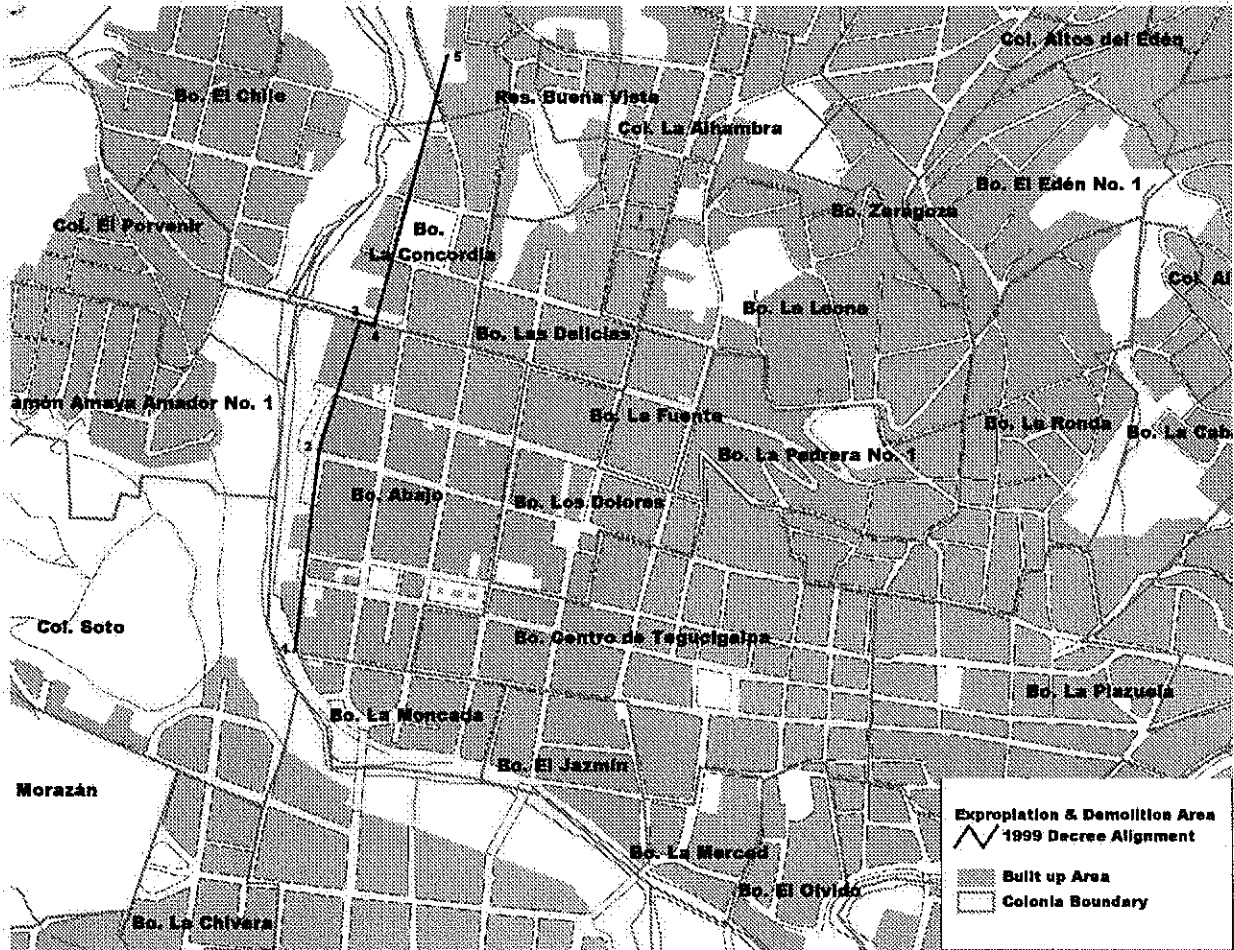 Col. Altos del Edén
5
Bo. El Chile
Res. Buena Vista
Col. La Alhambra
Bo. El Edén No. 1
Bo. Zaragoza
Col. El Porvenir
Bo.
La Concordia
Col. Al
Bo. La Leona
3
4
Bo. Las Delicias
amón Amaya Amador No. 1
Bo. La Fuente
Bo. La Ronda
Bo. La Cab
2
Bo. La Pedrera No. 1
Bo. Abajo
Bo. Los Dolores
Col. Soto
Bo. Centro de Tegucigalpa
1
Bo. La Plazuela
Bo. La Moncada
Bo. El Jazmín
Morazán
Bo. La Merced
Bo. El Olvido
Bo. La Chivera
Expropiation & Demolition Area
1999 Decree Alignment
Built up Area
Colonia Boundary